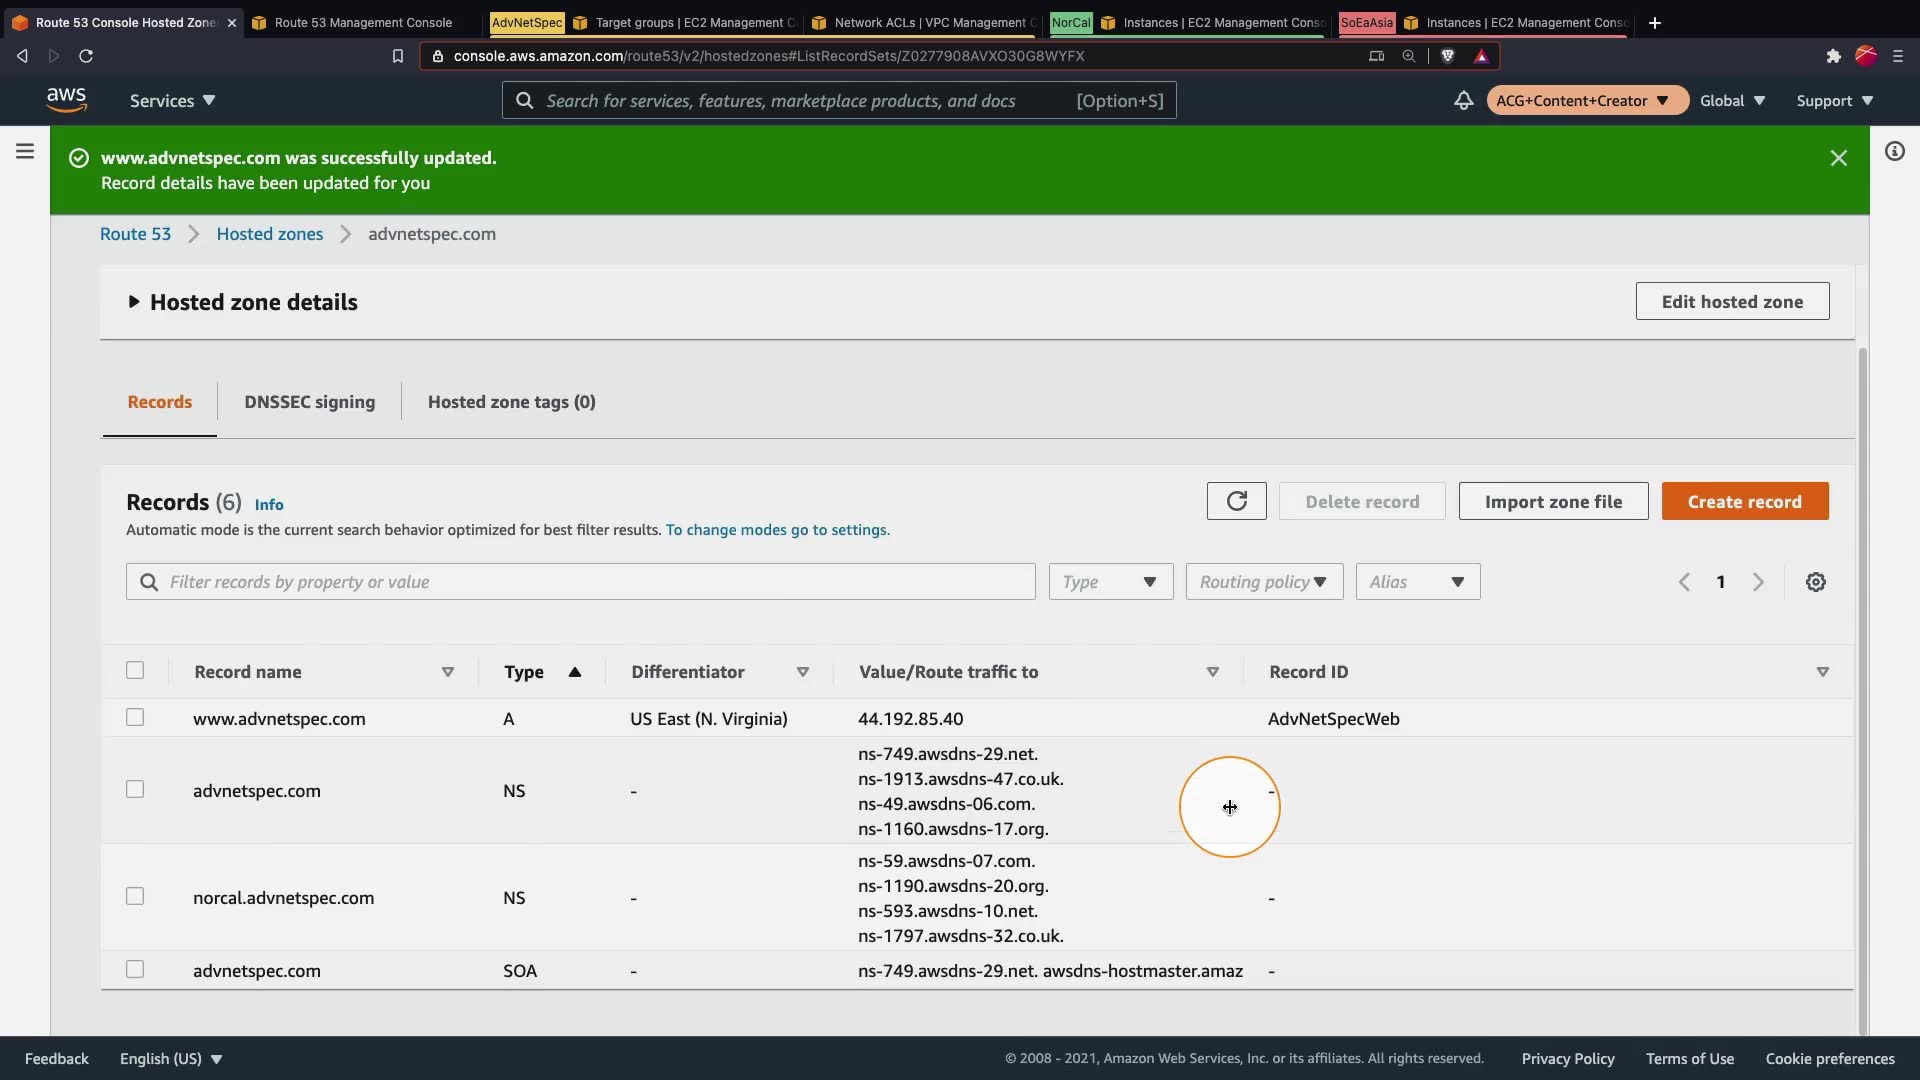 Route 53 Console Hosted Zone
Route 53 Management Console
AdvNetSpec
Target groups | EC2 Management C
Network ACLs | VPC Management C
NorCal
Instances | EC2 Management Conso
SoEaAsia
Instances | EC2 Management Conso
console.aws.amazon.com/route53/v2/hostedzones#ListRecordSets/Z0277908AVXO30G8WYFX
aws
Services
Search for services, features, marketplace products, and docs
[Option+S]
ACG+Content+Creator
Global
Support
www.advnetspec.com was successfully updated.
Record details have been updated for you
Route 53
Hosted zones
advnetspec.com
Hosted zone details
Edit hosted zone
Records
DNSSEC signing
Hosted zone tags (0)
Records (6) Info
Delete record
Import zone file
Create record
Automatic mode is the current search behavior optimized for best filter results. To change modes go to settings.
Filter records by property or value
Type
Routing policy
Alias
1
Record name
Type
Differentiator
Value/Route traffic to
Record ID
www.advnetspec.com
A
US East (N. Virginia)
44.192.85.40
AdvNetSpecWeb
advnetspec.com
NS
-
ns-749.awsdns-29.net.
ns-1913.awsdns-47.co.uk.
ns-49.awsdns-06.com.
ns-1160.awsdns-17.org.
-
norcal.advnetspec.com
NS
-
ns-59.awsdns-07.com.
ns-1190.awsdns-20.org.
ns-593.awsdns-10.net.
ns-1797.awsdns-32.co.uk.
-
advnetspec.com
SOA
-
ns-749.awsdns-29.net. awsdns-hostmaster.amaz
-
Feedback
English (US)
© 2008 - 2021, Amazon Web Services, Inc. or its affiliates. All rights reserved.
Privacy Policy
Terms of Use
Cookie preferences